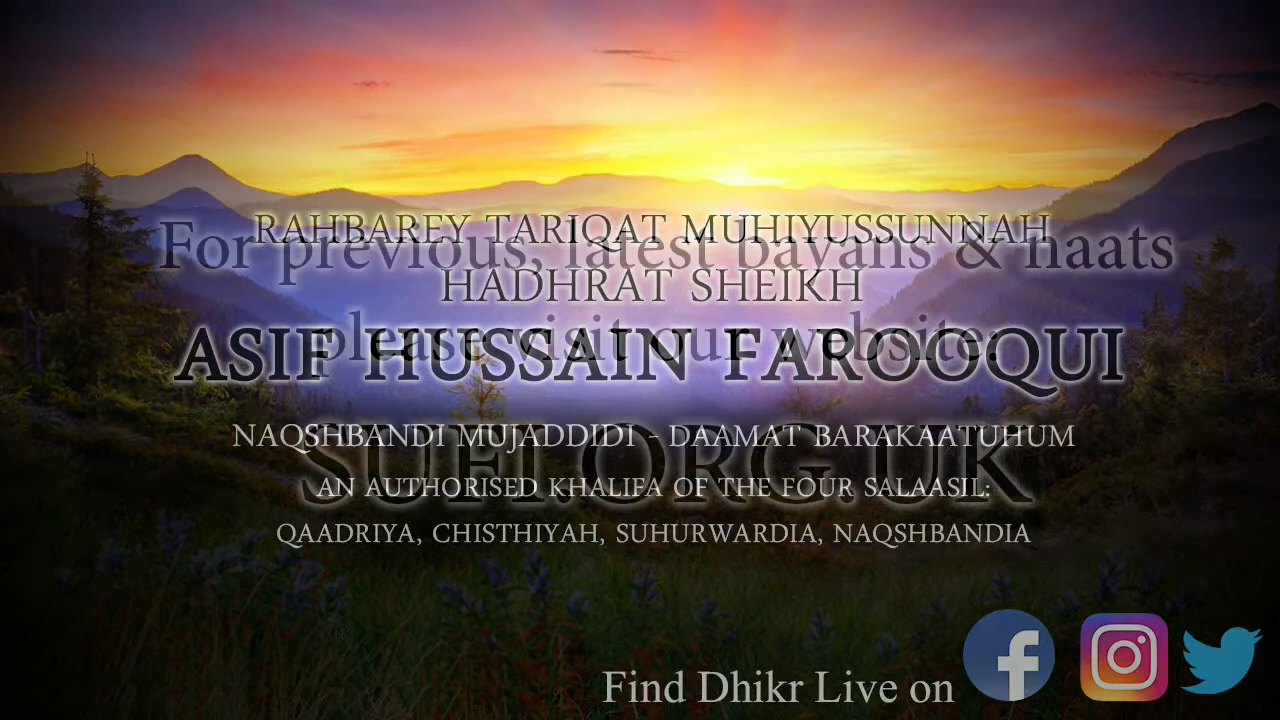 RAHBAREY TARIQAT MUHIYUSSUNNAH
For previous, latest bayans & naats
HADHRAT SHEIKH
please visit our website:
ASIF HUSSAIN FAROOQUI
NAQSHBANDI MUJADDIDI - DAAMAT BARAKAATUHUM
SUFI.ORG.UK
AN AUTHORISED KHALIFA OF THE FOUR SALAASIL:
QAADRIYA, CHISTHIYAH, SUHURWARDIA, NAQSHBANDIA
Find Dhikr Live on